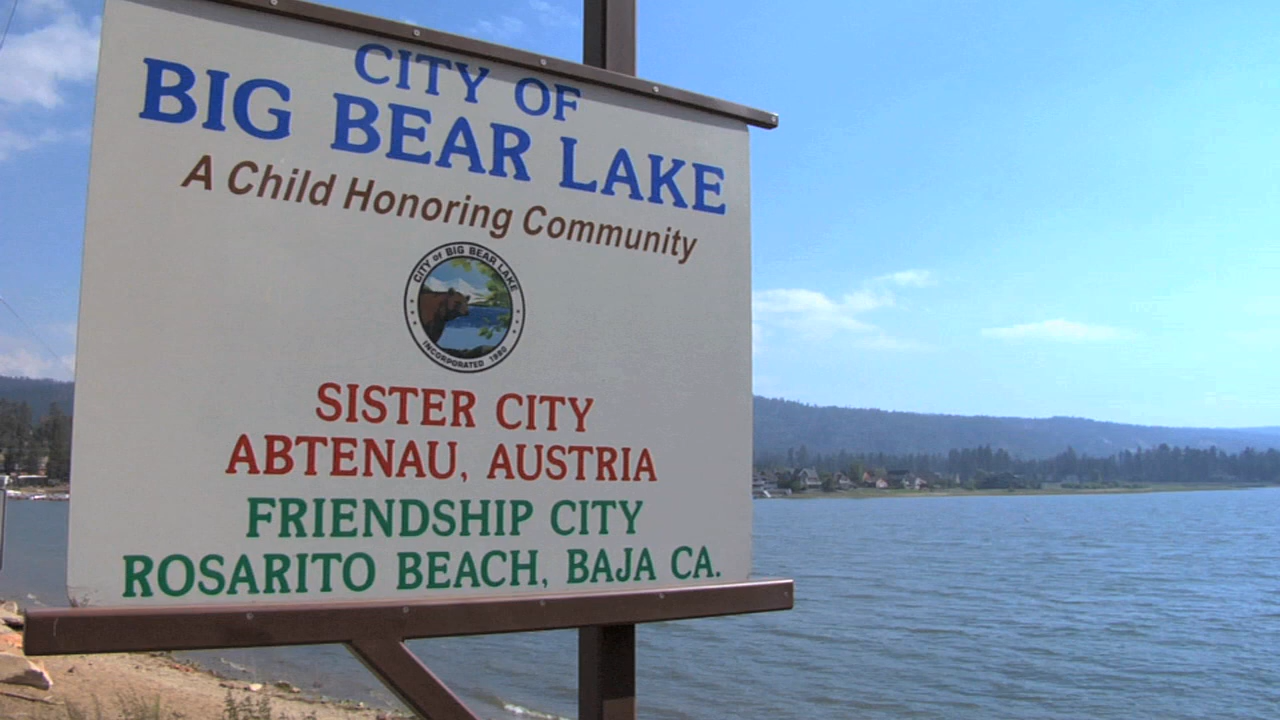 CITY OF
BIG BEAR LAKE
A Child Honoring Community
CITY OF BIG BEAR LAKE
INCORPORATED 1980
SISTER CITY
ABTENAU, AUSTRIA
FRIENDSHIP CITY
ROSARITO BEACH, BAJA CA.